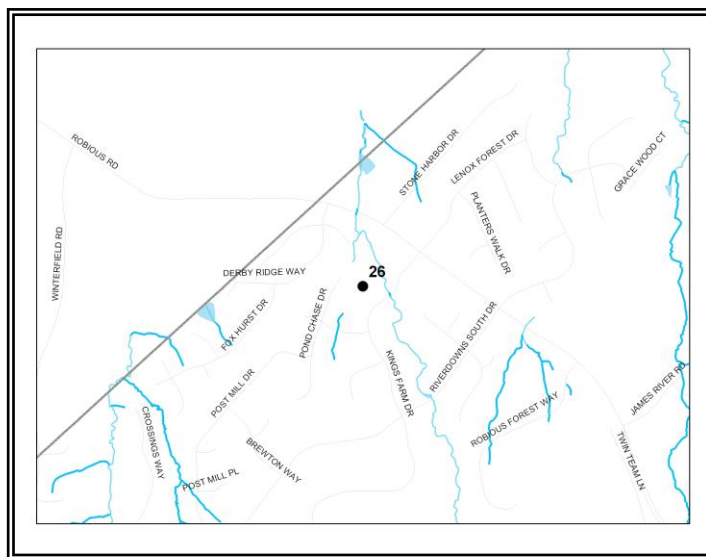 ROBIOUS RD
STONE HARBOR DR
LENOX FOREST DR
GRACE WOOD CT
WINTERFIELD RD
PLANTERS WALK DR
DERBY RIDGE WAY
26
FOX HURST DR
POND CHASE DR
RIVERDOWNS SOUTH DR
KINGS FARM DR
POST MILL DR
JAMES RIVER RD
CROSSINGS WAY
BREWTON WAY
ROBIOUS FOREST WAY
TWIN TEAM LN
POST MILL PL